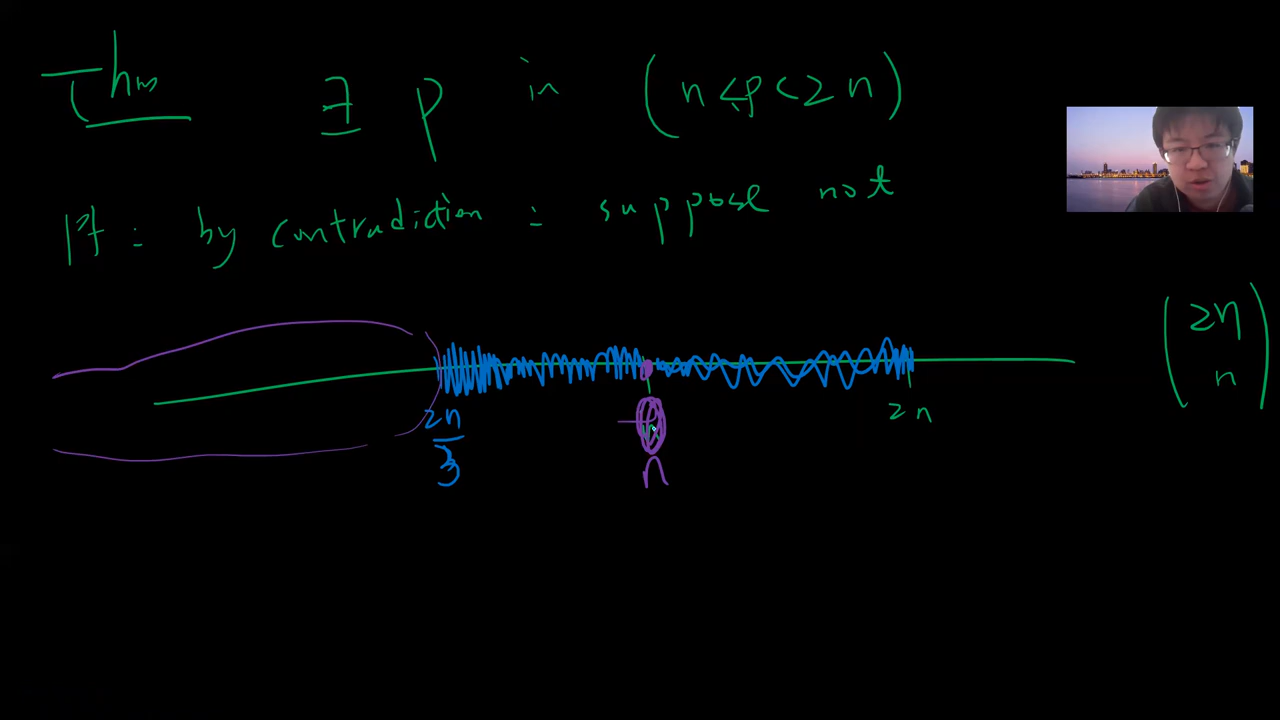 Thm ∃ p in (n ≤ p < 2n)
Pf : by contradiction : suppose not
(2n
n)
2n
3
2n
n